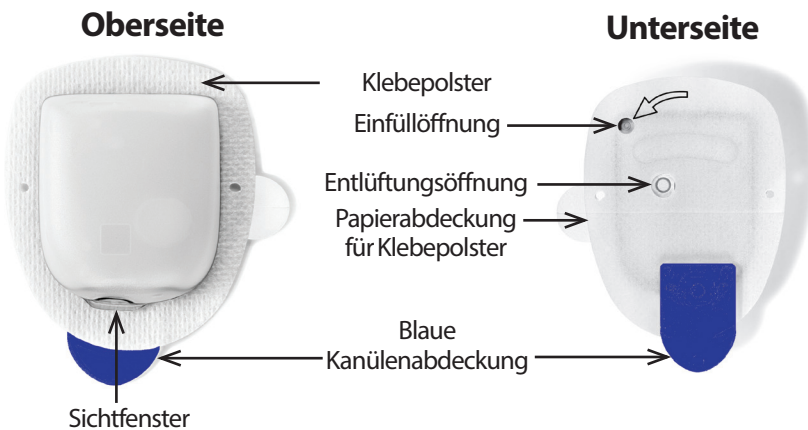 Oberseite
Unterseite
Klebepolster
Einfüllöffnung
Entlüftungsöffnung
Papierabdeckung
für Klebepolster
Blaue
Kanülenabdeckung
Sichtfenster